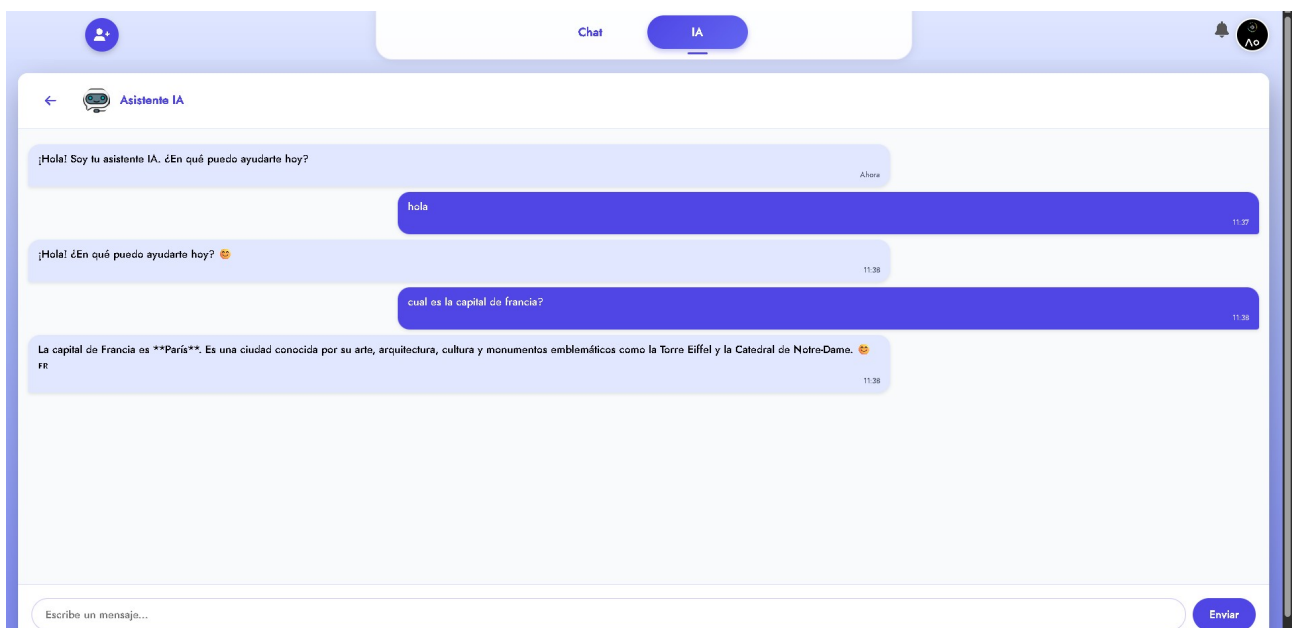 Chat
IA
Asistente IA
¡Hola! Soy tu asistente IA. ¿En qué puedo ayudarte hoy?
Ahora
hola
11:37
¡Hola! ¿En qué puedo ayudarte hoy? 😊
11:38
cual es la capital de francia?
11:38
La capital de Francia es **París**. Es una ciudad conocida por su arte, arquitectura, cultura y monumentos emblemáticos como la Torre Eiffel y la Catedral de Notre-Dame. 😊
FR
11:38
Escribe un mensaje...
Enviar